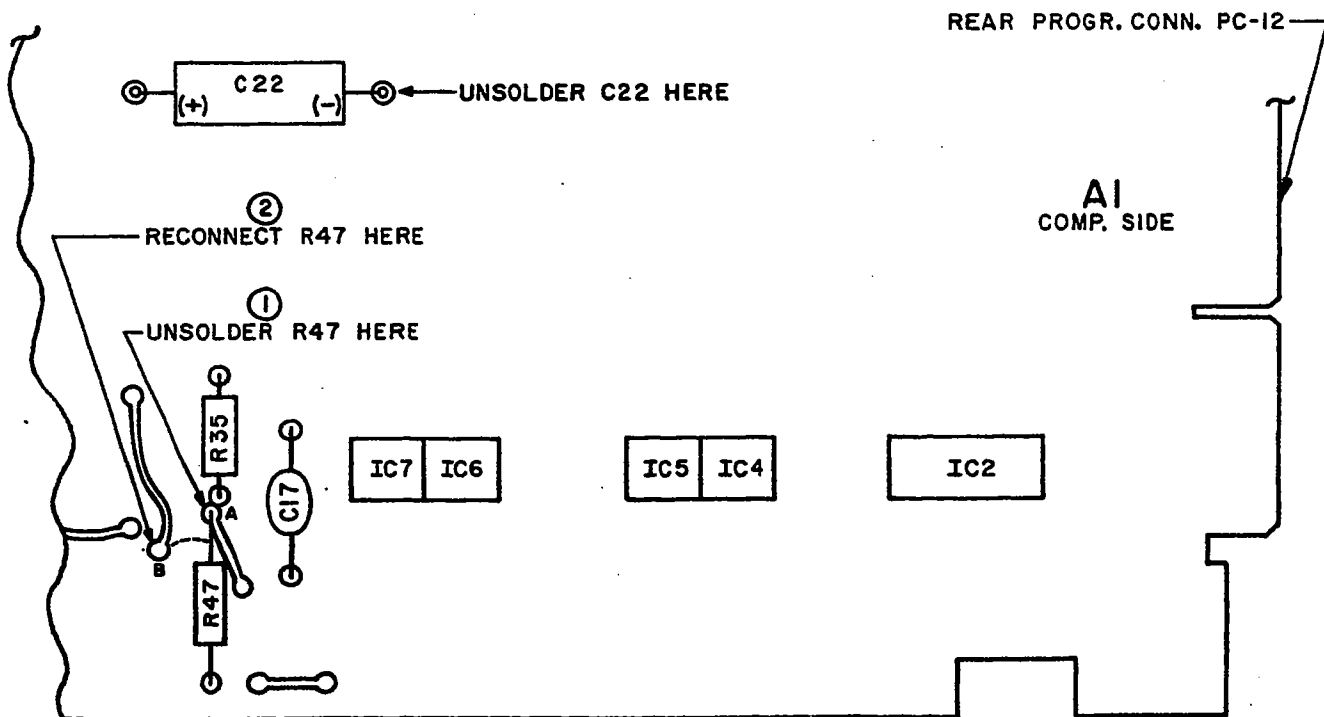 REAR PROGR. CONN. PC-12
C22
(+) (-)
UNSOLDER C22 HERE
A1
COMP. SIDE
2
RECONNECT R47 HERE
1
UNSOLDER R47 HERE
R35
C17
IC7 IC6 IC5 IC4 IC2
A
B
R47